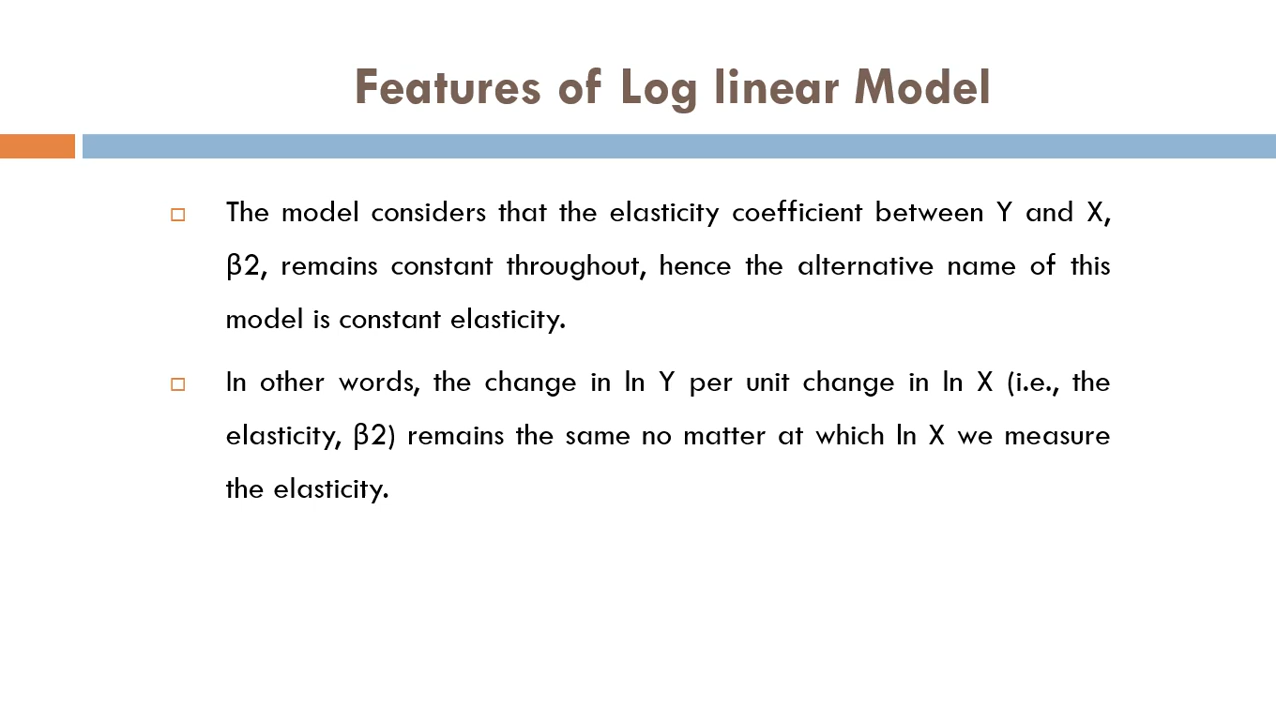 Features of Log linear Model
The model considers that the elasticity coefficient between Y and X,
β2, remains constant throughout, hence the alternative name of this
model is constant elasticity.
In other words, the change in ln Y per unit change in ln X (i.e., the
elasticity, β2) remains the same no matter at which ln X we measure
the elasticity.